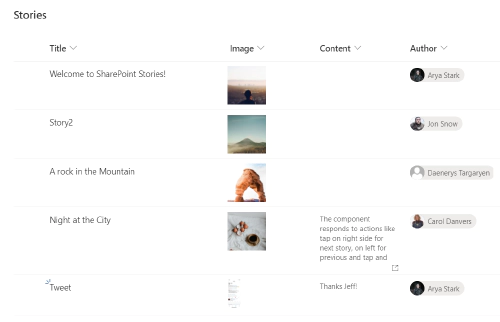 Stories
Title Image Content Author
Welcome to SharePoint Stories! Arya Stark
Story2 Jon Snow
A rock in the Mountain Daenerys Targaryen
Night at the City Carol Danvers
The component
responds to actions like
tap on right side for
next story, on left for
previous and tap and
Tweet Thanks Jeff! Arya Stark